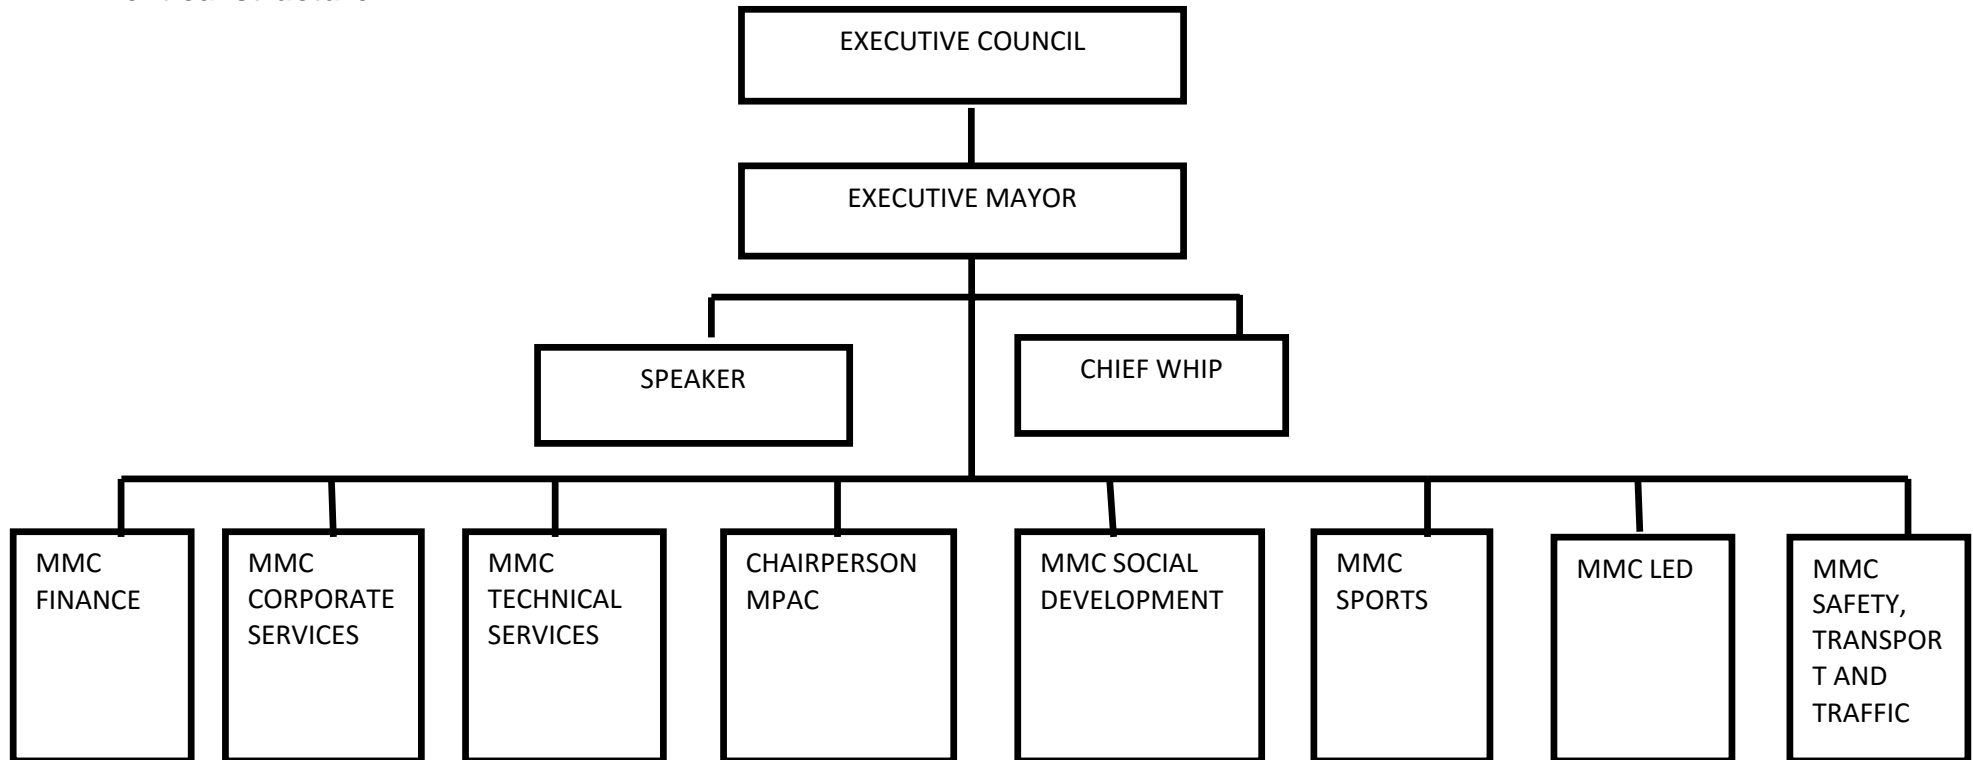 EXECUTIVE COUNCIL
EXECUTIVE MAYOR
SPEAKER
CHIEF WHIP
MMC
FINANCE
MMC
CORPORATE
SERVICES
MMC
TECHNICAL
SERVICES
CHAIRPERSON
MPAC
MMC SOCIAL
DEVELOPMENT
MMC
SPORTS
MMC LED
MMC
SAFETY,
TRANSPOR
T AND
TRAFFIC